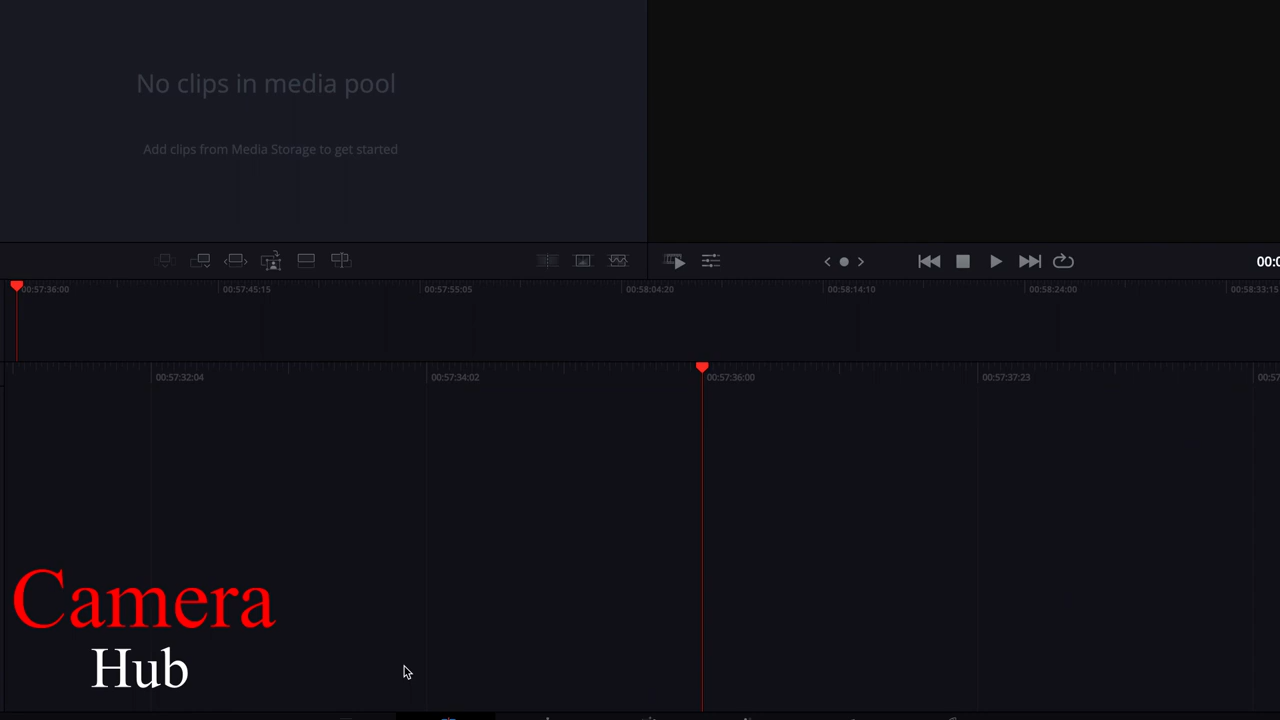 No clips in media pool
Add clips from Media Storage to get started
00:57:36:00 00:57:45:15 00:57:55:05 00:58:04:20 00:58:14:10 00:58:24:00 00:58:33:15
00:57:32:04 00:57:34:02 00:57:36:00 00:57:37:23
Camera
Hub